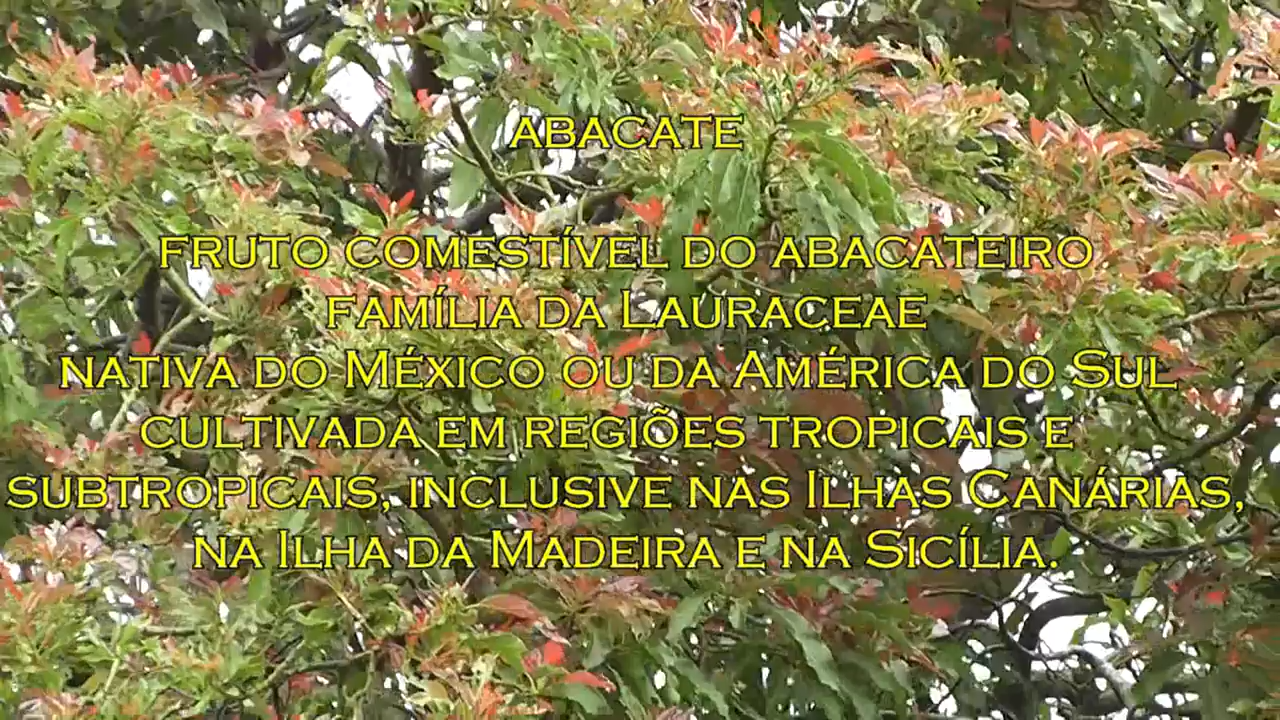 ABACATE
FRUTO COMESTÍVEL DO ABACATEIRO
FAMÍLIA DA LAURACEAE
NATIVA DO MÉXICO OU DA AMÉRICA DO SUL
CULTIVADA EM REGIÕES TROPICAIS E
SUBTROPICAIS, INCLUSIVE NAS ILHAS CANÁRIAS,
NA ILHA DA MADEIRA E NA SICÍLIA.